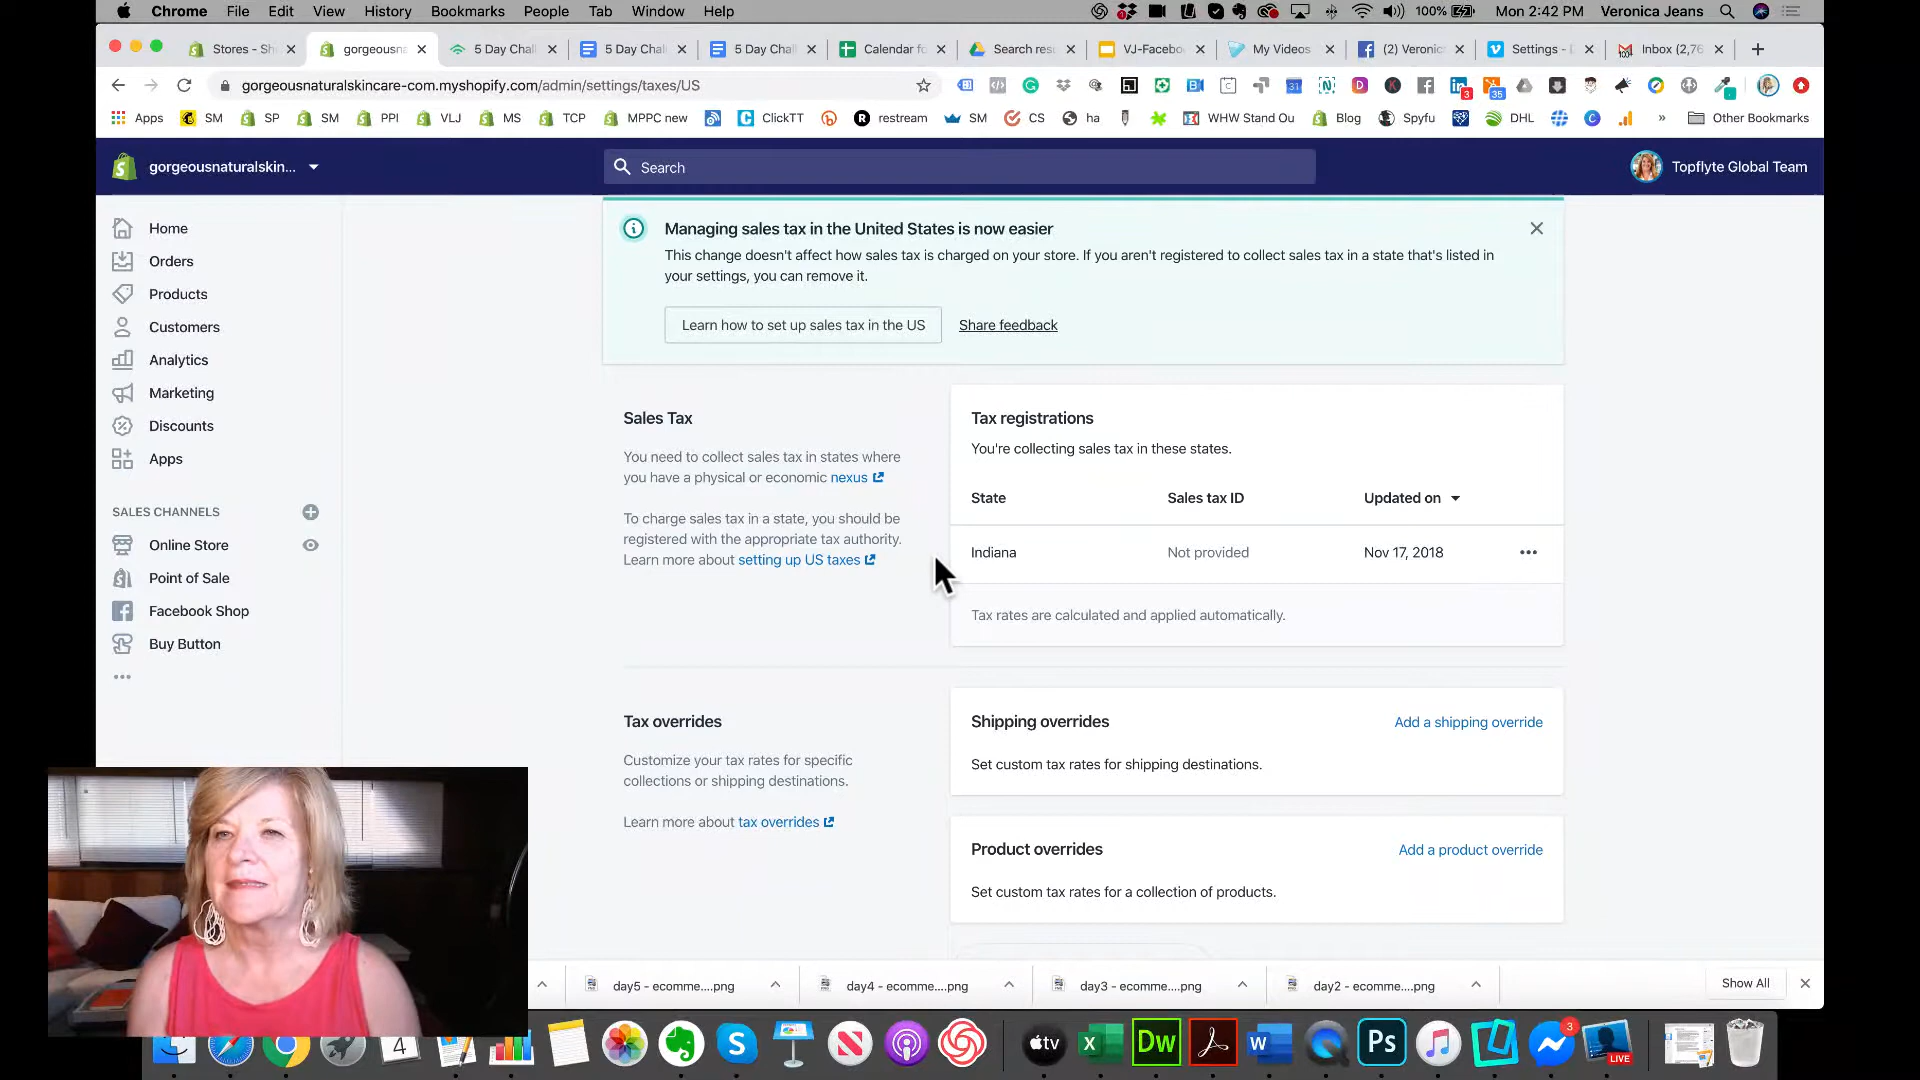 Chrome File Edit View History Bookmarks People Tab Window Help 100% Mon 2:42 PM Veronica Jeans
Stores - Sh gorgeousna 5 Day Chall 5 Day Chall 5 Day Chall Calendar fo Search resu VJ-Facebo My Videos (2) Veronic Settings - Inbox (2,76
gorgeousnaturalskincare-com.myshopify.com/admin/settings/taxes/US
Apps SM SP SM PPI VLJ MS TCP MPPC new ClickTT restream SM CS ha WHW Stand Ou Blog Spyfu DHL » Other Bookmarks
gorgeousnaturalskin... Search Topflyte Global Team
Home
Orders
Products
Customers
Analytics
Marketing
Discounts
Apps
SALES CHANNELS
Online Store
Point of Sale
Facebook Shop
Buy Button
Managing sales tax in the United States is now easier
This change doesn't affect how sales tax is charged on your store. If you aren't registered to collect sales tax in a state that's listed in
your settings, you can remove it.
Learn how to set up sales tax in the US Share feedback
Sales Tax
You need to collect sales tax in states where
you have a physical or economic nexus
To charge sales tax in a state, you should be
registered with the appropriate tax authority.
Learn more about setting up US taxes
Tax registrations
You're collecting sales tax in these states.
State Sales tax ID Updated on
Indiana Not provided Nov 17, 2018
Tax rates are calculated and applied automatically.
Tax overrides
Customize your tax rates for specific
collections or shipping destinations.
Learn more about tax overrides
Shipping overrides Add a shipping override
Set custom tax rates for shipping destinations.
Product overrides Add a product override
Set custom tax rates for a collection of products.
day5 - ecomme....png day4 - ecomme....png day3 - ecomme....png day2 - ecomme....png Show All
4 tv X Dw W Ps 3 LIVE